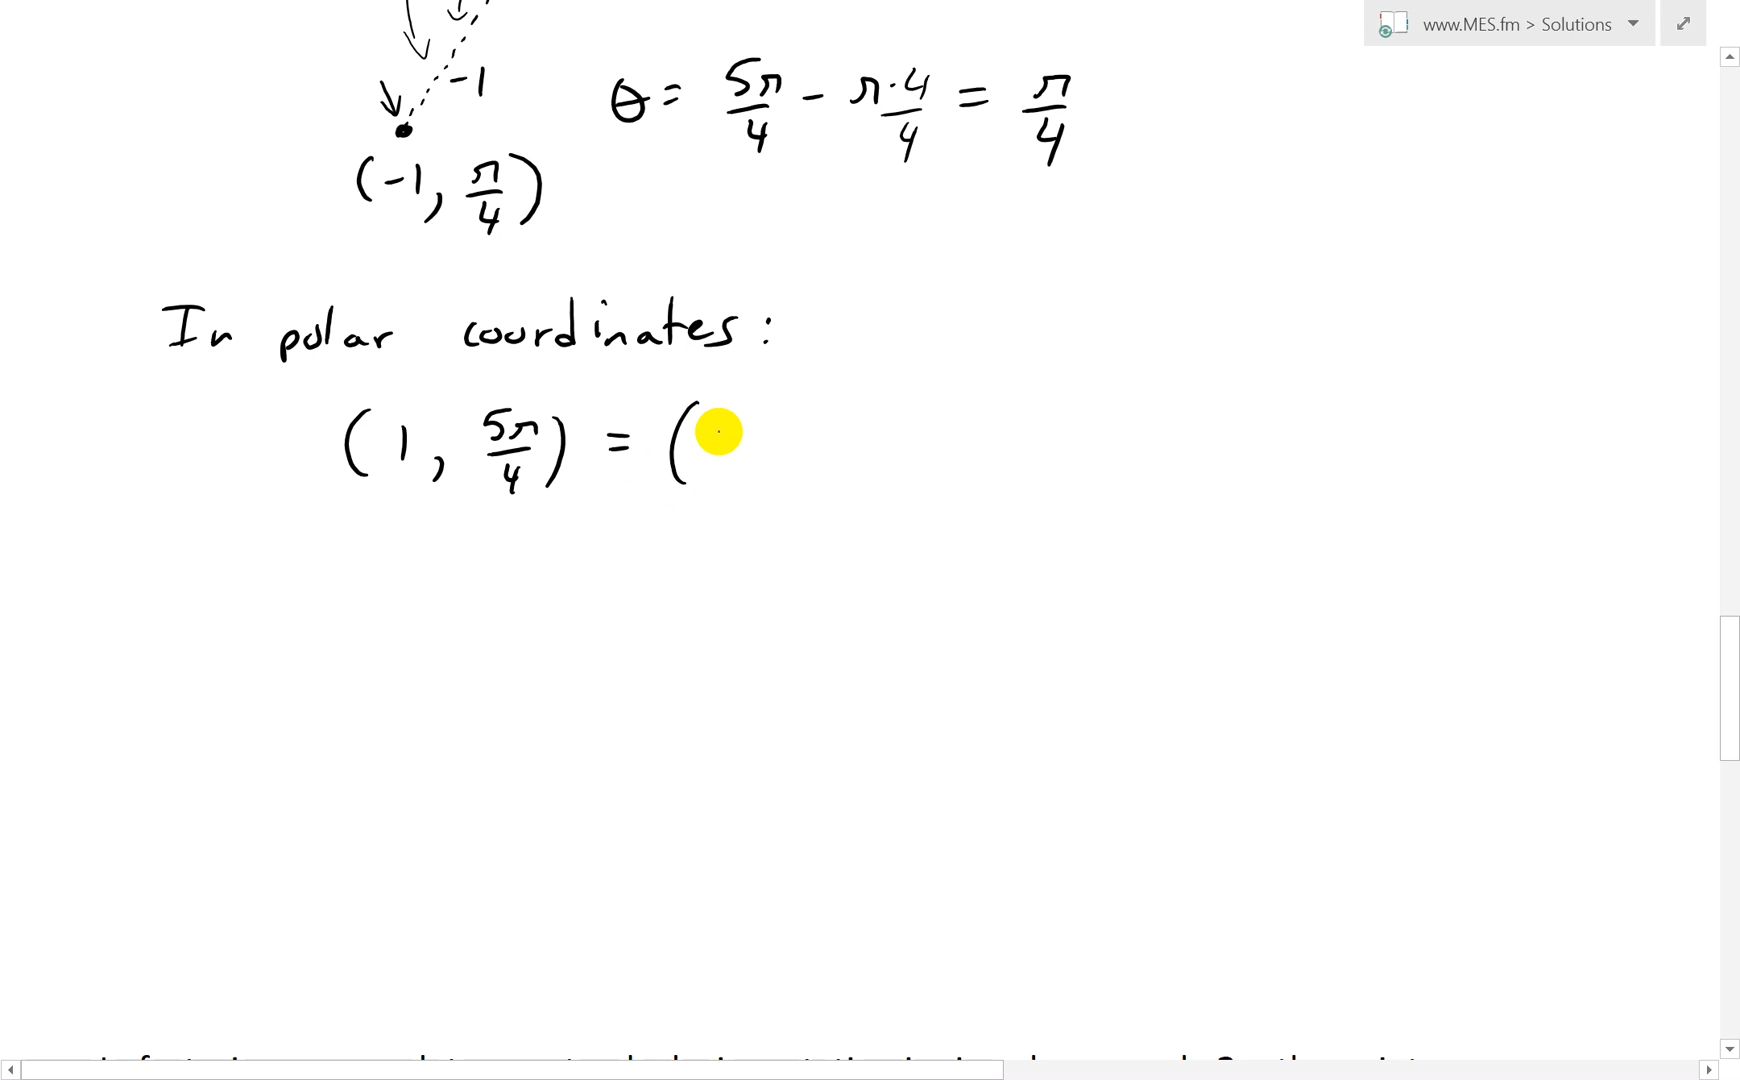 www.MES.fm > Solutions
-1
θ = 5π/4 - π·4/4 = π/4
(-1, π/4)
In polar coordinates:
(1, 5π/4) = (